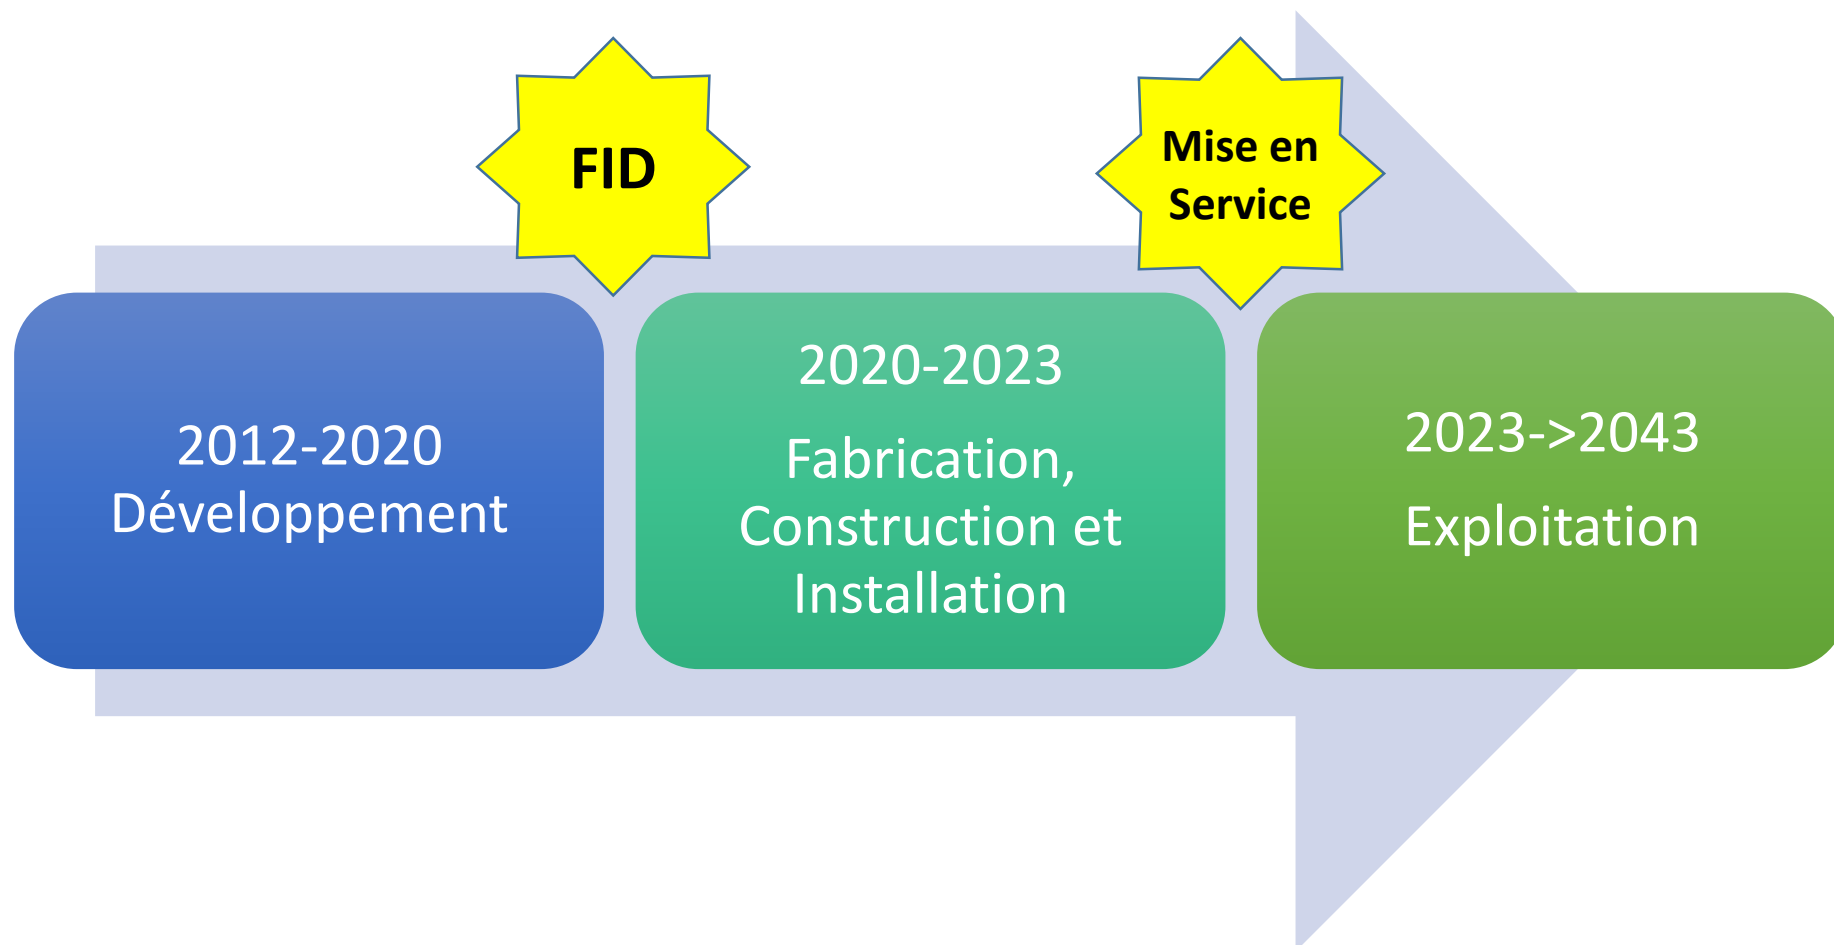 FID
Mise en
Service
2012-2020
Développement
2020-2023
Fabrication,
Construction et
Installation
2023->2043
Exploitation